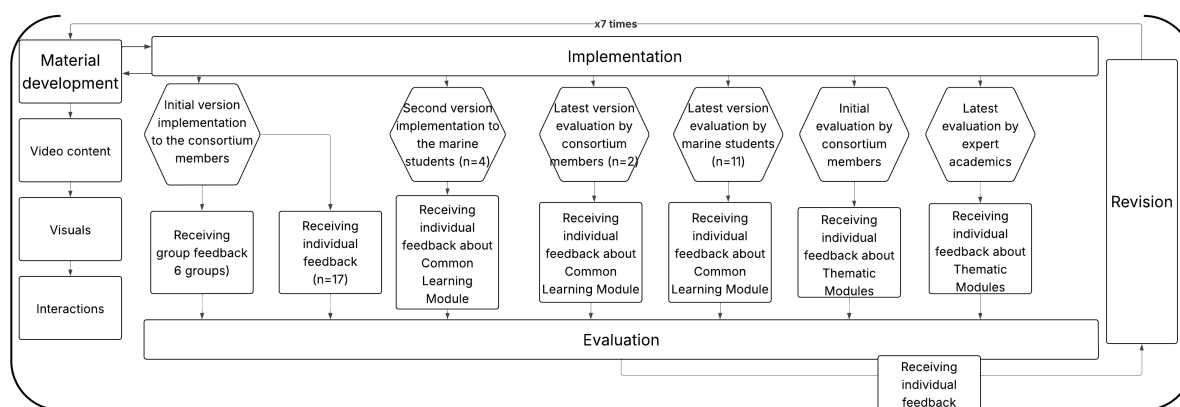 x7 times
Material
development
Implementation
Initial version
implementation
to the consortium
members
Second version
implementation to
the marine
students (n=4)
Latest version
evaluation by
consortium
members (n=2)
Latest version
evaluation by
marine students
(n=11)
Initial
evaluation by
consortium
members
Latest
evaluation by
expert
academics
Video content
Visuals
Interactions
Receiving
group feedback
6 groups)
Receiving
individual
feedback
(n=17)
Receiving
individual
feedback about
Common
Learning
Module
Receiving
individual
feedback about
Common
Learning Module
Receiving
individual
feedback about
Common
Learning Module
Receiving
individual
feedback about
Thematic
Modules
Receiving
individual
feedback about
Thematic
Modules
Revision
Evaluation
Receiving
individual
feedback